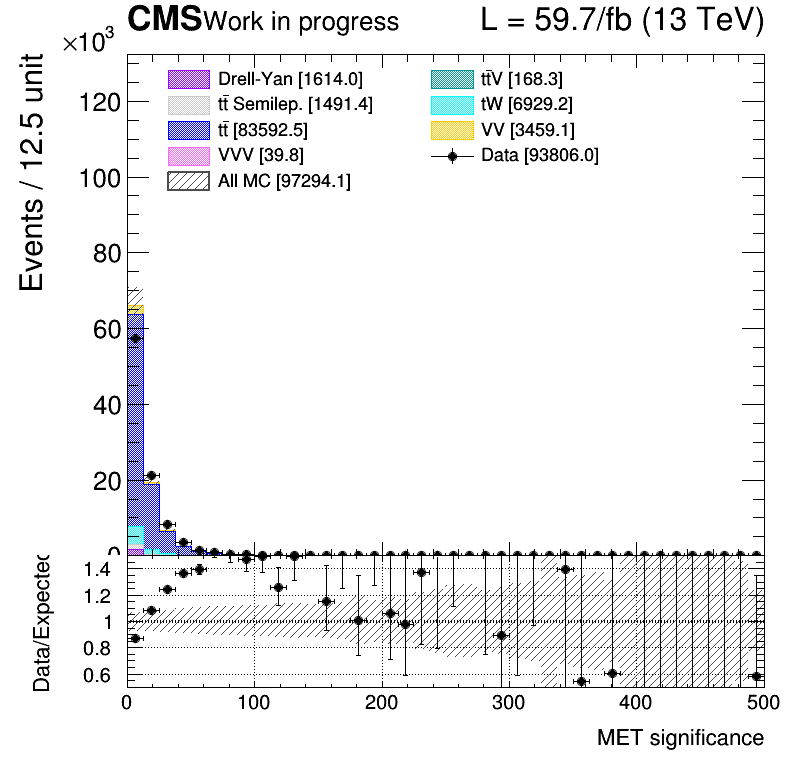 CMS Work in progress L = 59.7/fb (13 TeV)
×10³
Events / 12.5 unit
Drell-Yan [1614.0]
tt̄ Semilep. [1491.4]
tt̄ [83592.5]
VVV [39.8]
All MC [97294.1]
tt̄V [168.3]
tW [6929.2]
VV [3459.1]
Data [93806.0]
120
100
80
60
40
20
0
Data/Expected
1.4
1.2
1
0.8
0.6
0 100 200 300 400 500
MET significance